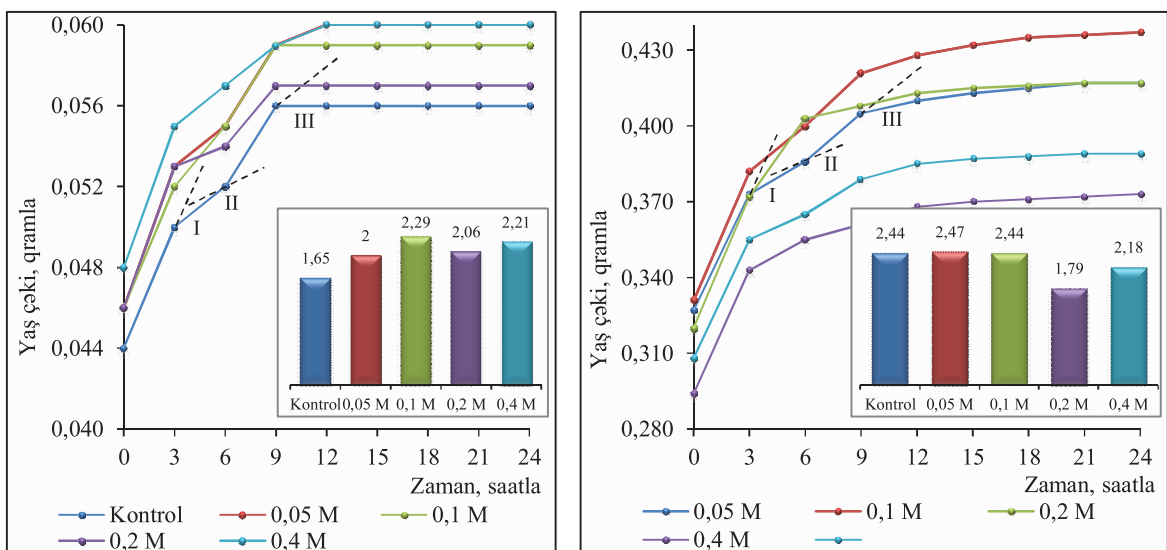 Yaş çəki, qramla
0,060
0,056
0,052
0,048
0,044
0,040
I
II
III
1,65
2
2,29
2,06
2,21
Kontrol 0,05 M 0,1 M 0,2 M 0,4 M
0 3 6 9 12 15 18 21 24
Zaman, saatla
Kontrol 0,05 M 0,1 M
0,2 M 0,4 M
Yaş çəki, qramla
0,430
0,400
0,370
0,340
0,310
0,280
I
II
III
2,44
2,47
2,44
1,79
2,18
Kontrol 0,05 M 0,1 M 0,2 M 0,4 M
0 3 6 9 12 15 18 21 24
Zaman, saatla
0,05 M 0,1 M 0,2 M
0,4 M